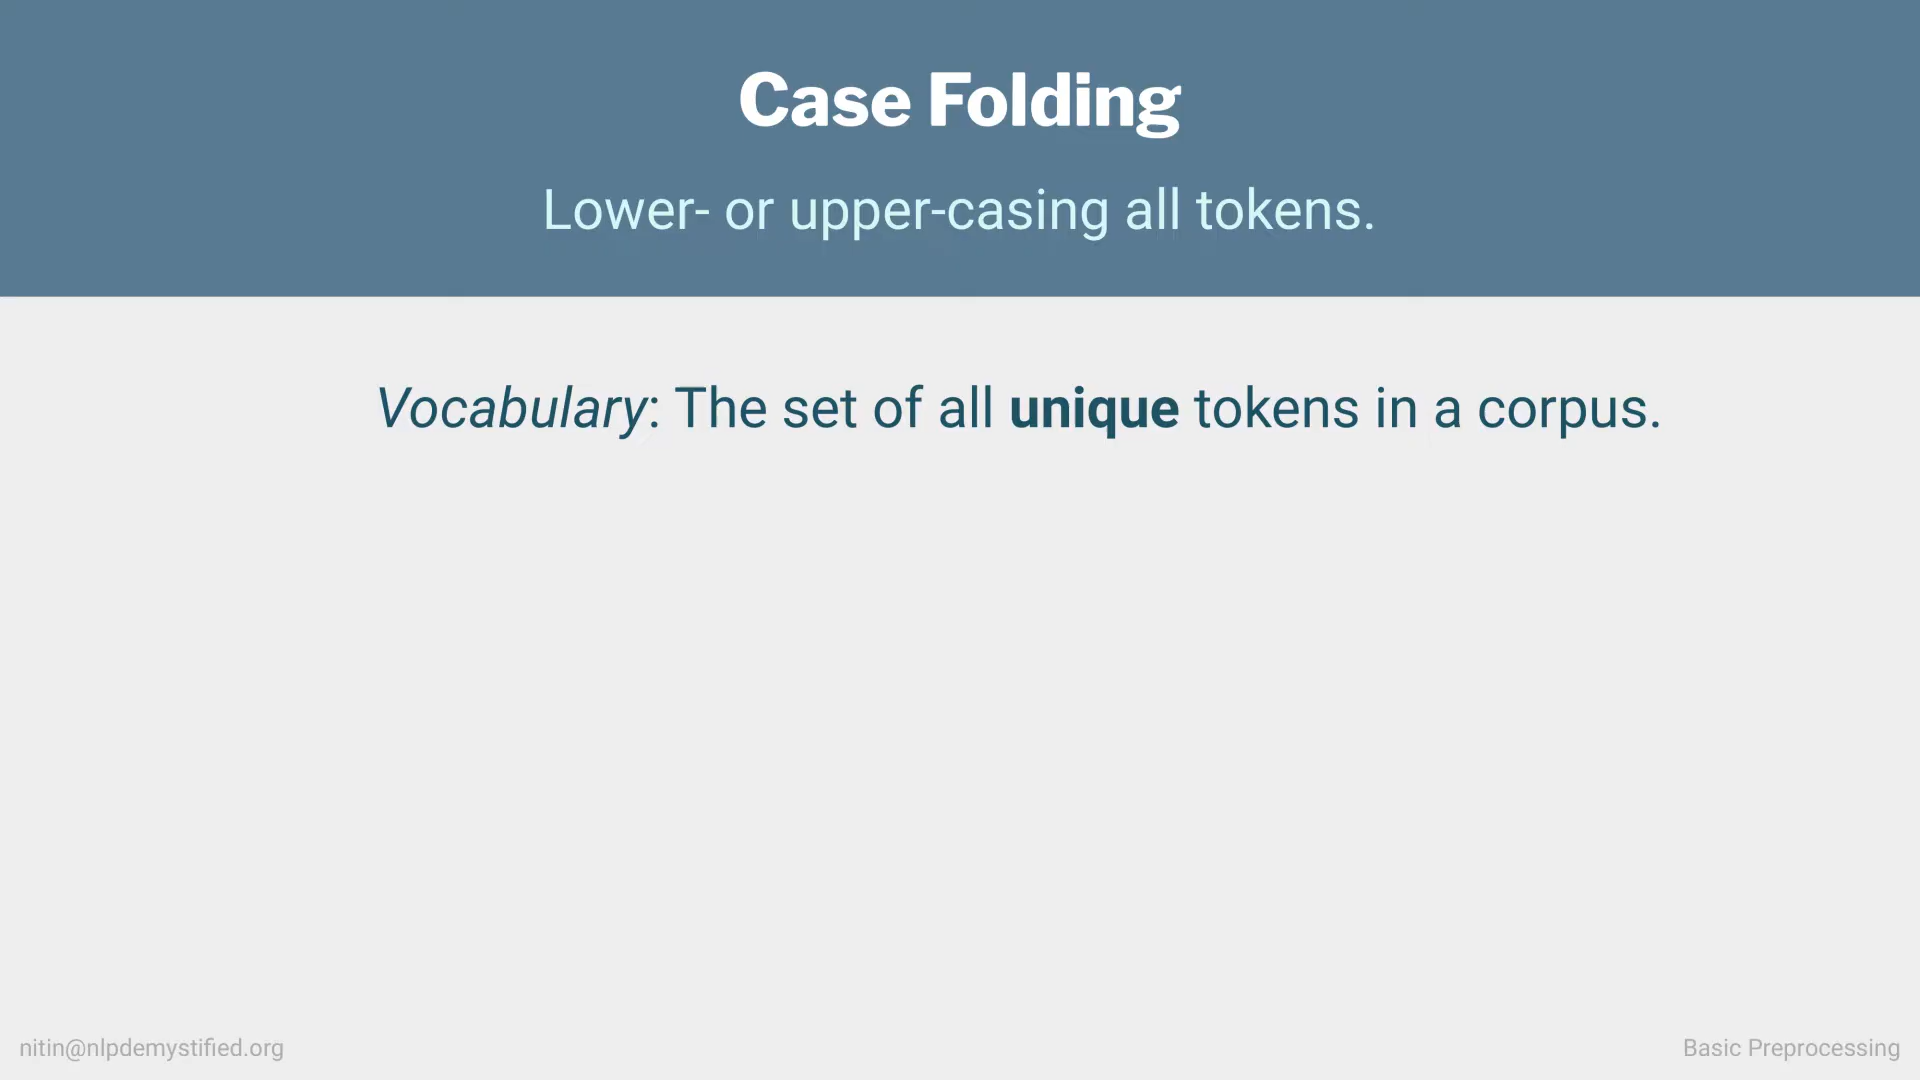 Case Folding
Lower- or upper-casing all tokens.
Vocabulary: The set of all unique tokens in a corpus.
nitin@nlpdemystified.org
Basic Preprocessing